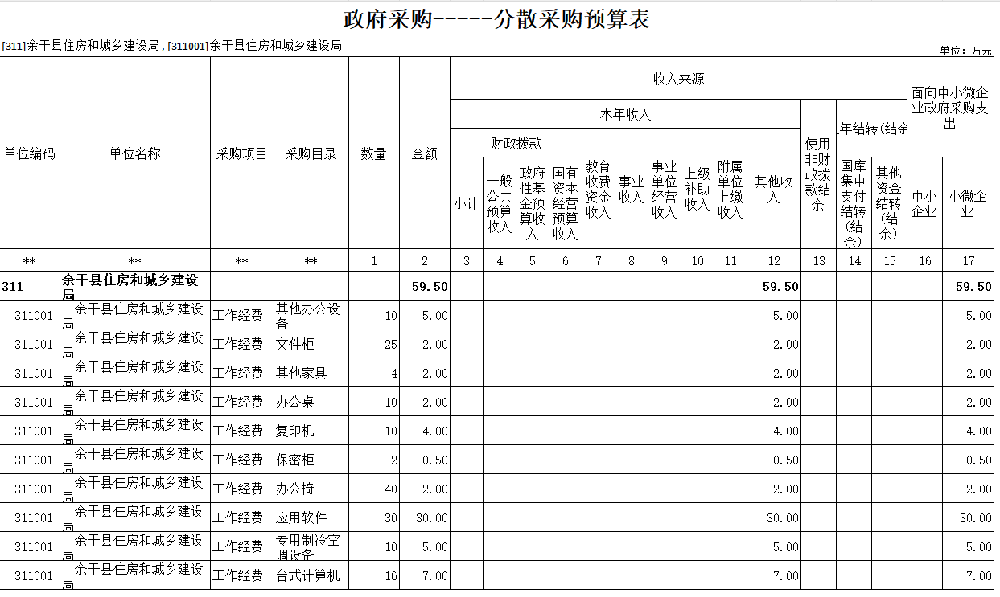 政府采购-----分散采购预算表
[311]余干县住房和城乡建设局,[311001]余干县住房和城乡建设局
单位：万元
单位编码 单位名称 采购项目 采购目录 数量 金额 收入来源 面向中小微企
业政府采购支
出
本年收入 使用
非财
政拨
款结
余 年结转(结余
财政拨款 教育
收费
资金
收入 事业
收入 事业
单位
经营
收入 上级
补助
收入 附属
单位
上缴
收入 其他收
入
小计 一般
公共
预算
收入 政府
性基
金预
算收
入 国有
资本
经营
预算
收入
国库
集中
支付
结转
(结
余) 其他
资金
结转
(结
余) 中小
企业 小微企
业
** ** ** ** 1 2 3 4 5 6 7 8 9 10 11 12 13 14 15 16 17
311 余干县住房和城乡建设
局 59.50 59.50 59.50
311001 余干县住房和城乡建设
局 工作经费 其他办公设
备 10 5.00 5.00 5.00
311001 余干县住房和城乡建设
局 工作经费 文件柜 25 2.00 2.00 2.00
311001 余干县住房和城乡建设
局 工作经费 其他家具 4 2.00 2.00 2.00
311001 余干县住房和城乡建设
局 工作经费 办公桌 10 2.00 2.00 2.00
311001 余干县住房和城乡建设
局 工作经费 复印机 10 4.00 4.00 4.00
311001 余干县住房和城乡建设
局 工作经费 保密柜 2 0.50 0.50 0.50
311001 余干县住房和城乡建设
局 工作经费 办公椅 40 2.00 2.00 2.00
311001 余干县住房和城乡建设
局 工作经费 应用软件 30 30.00 30.00 30.00
311001 余干县住房和城乡建设
局 工作经费 专用制冷空
调设备 10 5.00 5.00 5.00
311001 余干县住房和城乡建设
局 工作经费 台式计算机 16 7.00 7.00 7.00